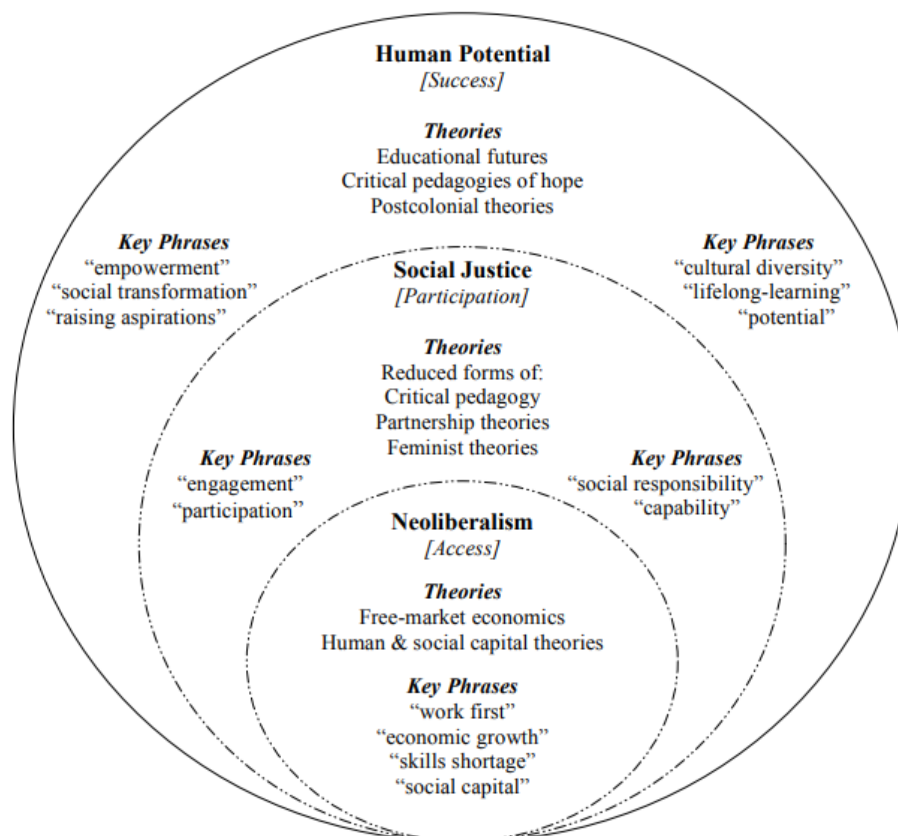 Human Potential
[Success]
Theories
Educational futures
Critical pedagogies of hope
Postcolonial theories
Key Phrases
“empowerment”
“social transformation”
“raising aspirations”
Key Phrases
“cultural diversity”
“lifelong-learning”
“potential”
Social Justice
[Participation]
Theories
Reduced forms of:
Critical pedagogy
Partnership theories
Feminist theories
Key Phrases
“engagement”
“participation”
Key Phrases
“social responsibility”
“capability”
Neoliberalism
[Access]
Theories
Free-market economics
Human & social capital theories
Key Phrases
“work first”
“economic growth”
“skills shortage”
“social capital”